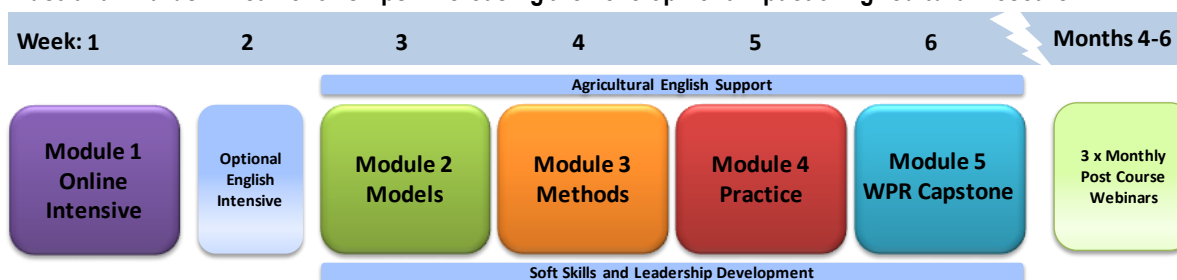 Week: 1 2 3 4 5 6 Months 4-6
Agricultural English Support
Module 1
Online
Intensive
Optional
English
Intensive
Module 2
Models
Module 3
Methods
Module 4
Practice
Module 5
WPR Capstone
3 x Monthly
Post Course
Webinars
Soft Skills and Leadership Development